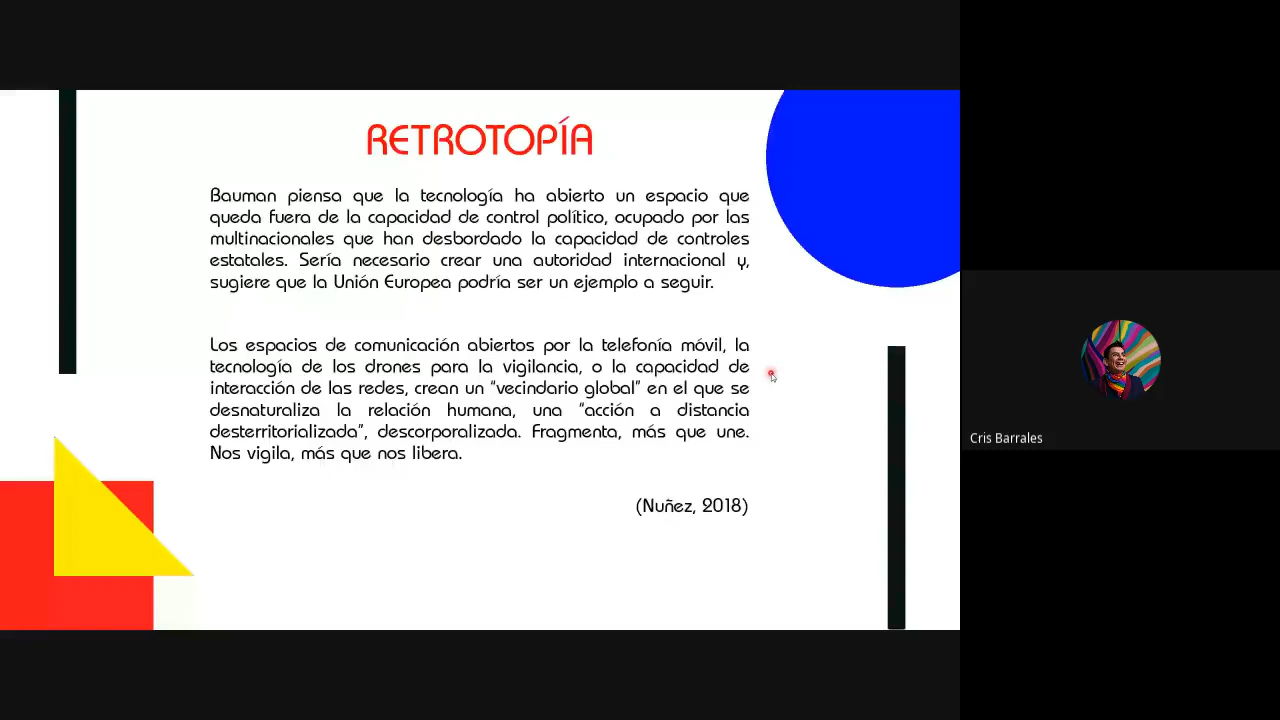 RETROTOPÍA
Bauman piensa que la tecnología ha abierto un espacio que
queda fuera de la capacidad de control político, ocupado por las
multinacionales que han desbordado la capacidad de controles
estatales. Sería necesario crear una autoridad internacional y,
sugiere que la Unión Europea podría ser un ejemplo a seguir.
Los espacios de comunicación abiertos por la telefonía móvil, la
tecnología de los drones para la vigilancia, o la capacidad de
interacción de las redes, crean un “vecindario global” en el que se
desnaturaliza la relación humana, una “acción a distancia
desterritorializada”, descorporalizada. Fragmenta, más que une.
Nos vigila, más que nos libera.
(Nuñez, 2018)
Cris Barrales